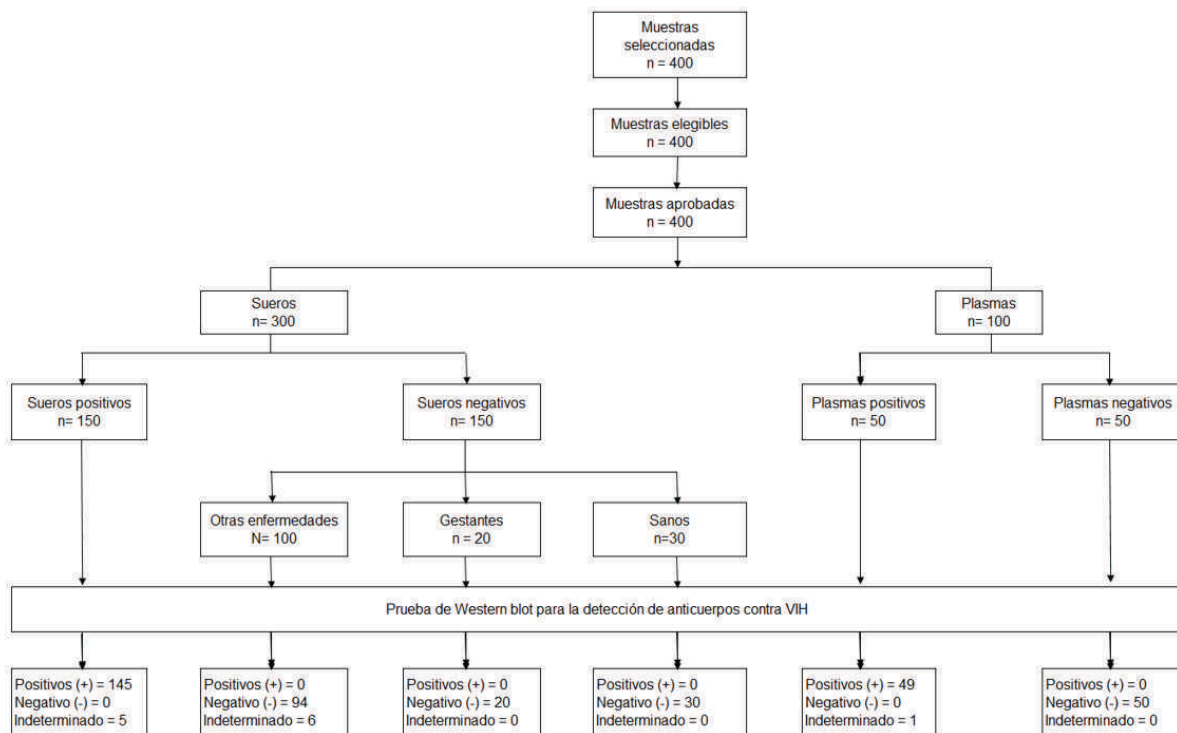 Muestras
seleccionadas
n = 400
Muestras elegibles
n = 400
Muestras aprobadas
n = 400
Sueros
n= 300
Plasmas
n= 100
Sueros positivos
n= 150
Sueros negativos
n= 150
Plasmas positivos
n= 50
Plasmas negativos
n= 50
Otras enfermedades
N= 100
Gestantes
n = 20
Sanos
n=30
Prueba de Western blot para la detección de anticuerpos contra VIH
Positivos (+) = 145
Negativo (-) = 0
Indeterminado = 5
Positivos (+) = 0
Negativo (-) = 94
Indeterminado = 6
Positivos (+) = 0
Negativo (-) = 20
Indeterminado = 0
Positivos (+) = 0
Negativo (-) = 30
Indeterminado = 0
Positivos (+) = 49
Negativo (-) = 0
Indeterminado = 1
Positivos (+) = 0
Negativo (-) = 50
Indeterminado = 0